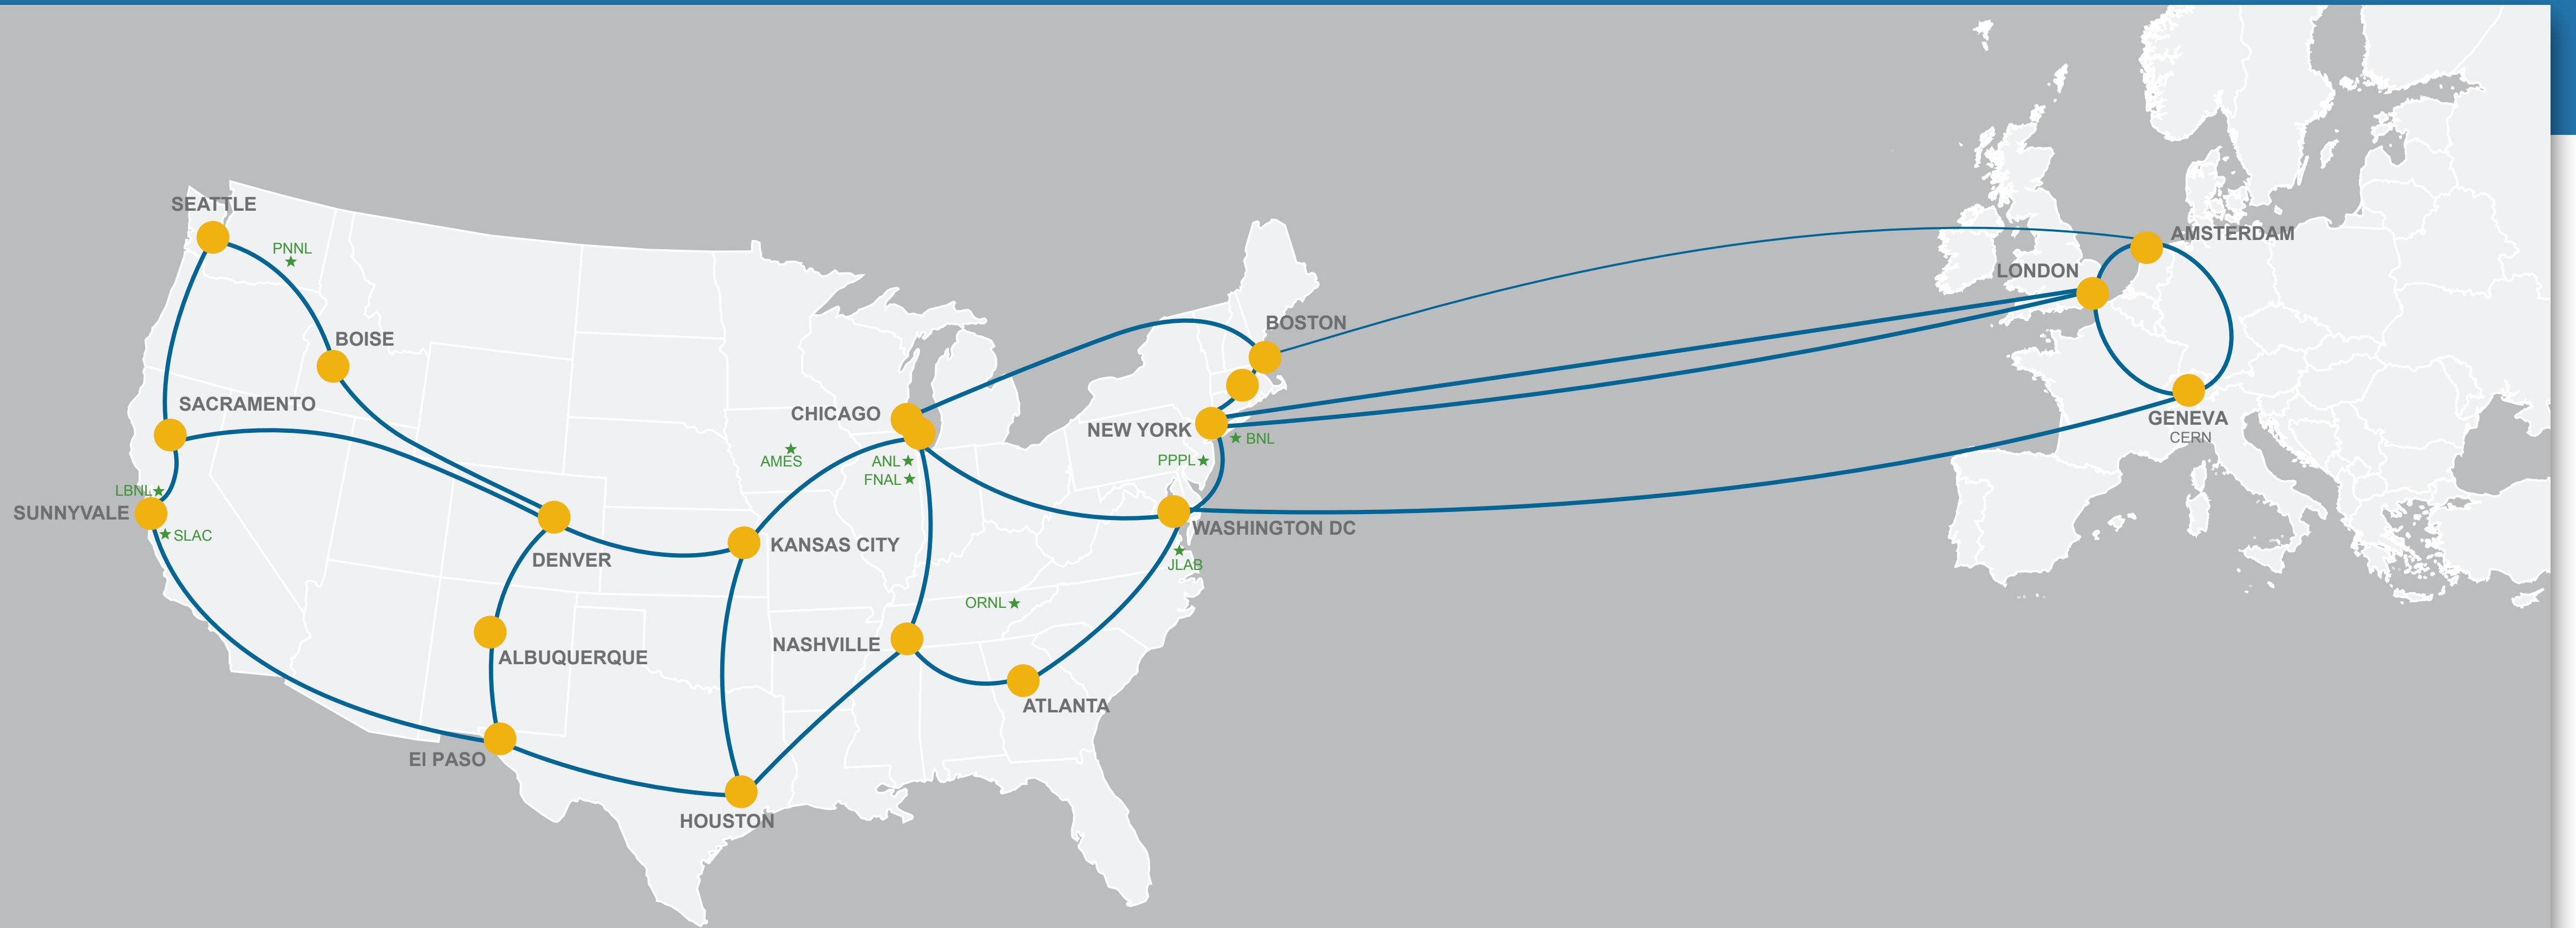 SEATTLE
PNNL
BOISE
SACRAMENTO
LBNL
SUNNYVALE
SLAC
DENVER
ALBUQUERQUE
El PASO
HOUSTON
KANSAS CITY
AMES
CHICAGO
ANL
FNAL
NASHVILLE
ORNL
ATLANTA
BOSTON
NEW YORK
BNL
PPPL
WASHINGTON DC
JLAB
AMSTERDAM
LONDON
GENEVA
CERN